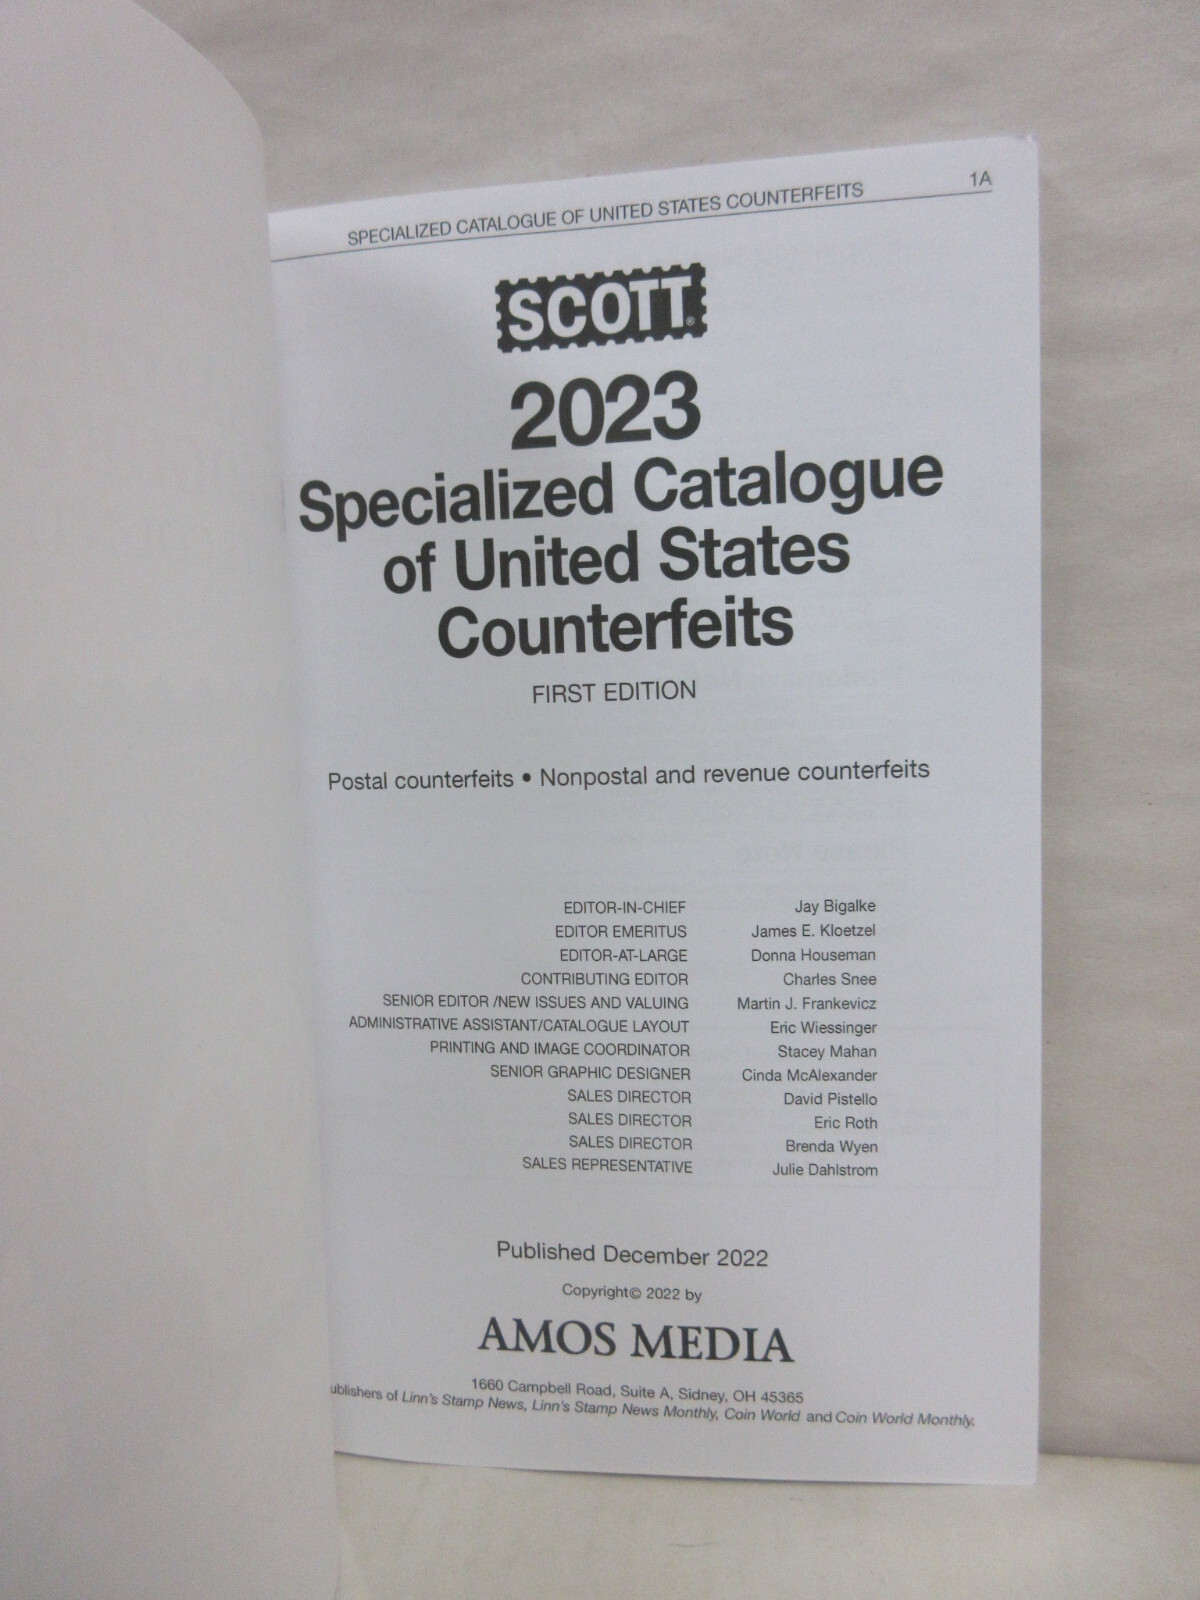 SPECIALIZED CATALOGUE OF UNITED STATES COUNTERFEITS 1A
SCOTT®
2023
Specialized Catalogue
of United States
Counterfeits
FIRST EDITION
Postal counterfeits • Nonpostal and revenue counterfeits
EDITOR-IN-CHIEF Jay Bigalke
EDITOR EMERITUS James E. Kloetzel
EDITOR-AT-LARGE Donna Houseman
CONTRIBUTING EDITOR Charles Snee
SENIOR EDITOR /NEW ISSUES AND VALUING Martin J. Frankevicz
ADMINISTRATIVE ASSISTANT/CATALOGUE LAYOUT Eric Wiessinger
PRINTING AND IMAGE COORDINATOR Stacey Mahan
SENIOR GRAPHIC DESIGNER Cinda McAlexander
SALES DIRECTOR David Pistello
SALES DIRECTOR Eric Roth
SALES DIRECTOR Brenda Wyen
SALES REPRESENTATIVE Julie Dahlstrom
Published December 2022
Copyright© 2022 by
AMOS MEDIA
1660 Campbell Road, Suite A, Sidney, OH 45365
ublishers of Linn's Stamp News, Linn's Stamp News Monthly, Coin World and Coin World Monthly.